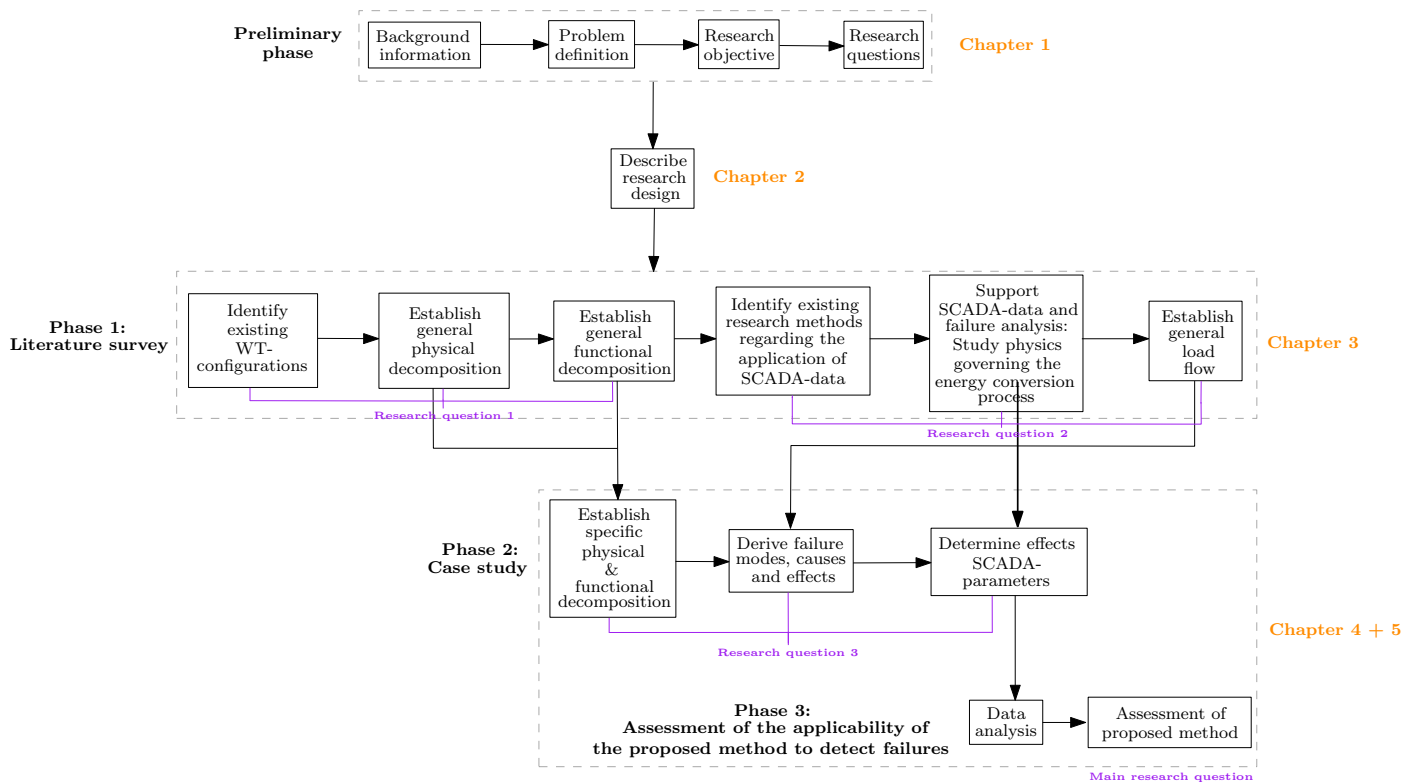 Preliminary
phase
Background
information
Problem
definition
Research
objective
Research
questions
Chapter 1
Describe
research
design
Chapter 2
Phase 1:
Literature survey
Identify
existing
WT-
configurations
Establish
general
physical
decomposition
Establish
general
functional
decomposition
Identify existing
research methods
regarding the
application of
SCADA-data
Support
SCADA-data and
failure analysis:
Study physics
governing the
energy conversion
process
Establish
general
load
flow
Chapter 3
Research question 1
Research question 2
Phase 2:
Case study
Establish
specific
physical
&
functional
decomposition
Derive failure
modes, causes
and effects
Determine effects
SCADA-
parameters
Research question 3
Chapter 4 + 5
Phase 3:
Assessment of the applicability of
the proposed method to detect failures
Data
analysis
Assessment of
proposed method
Main research question